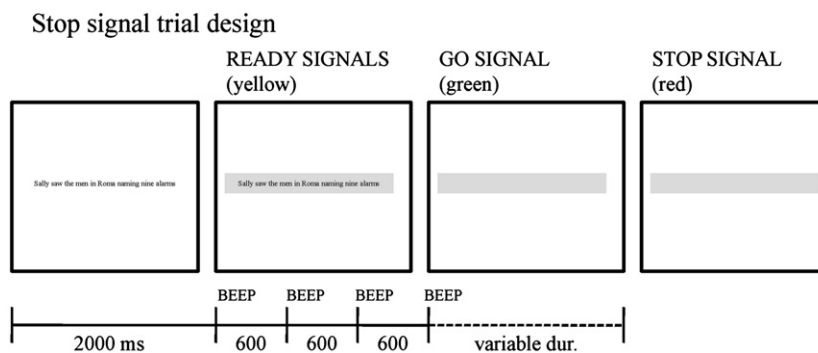 Stop signal trial design
READY SIGNALS
(yellow)
GO SIGNAL
(green)
STOP SIGNAL
(red)
Sally saw the men in Roma naming nine alarms
Sally saw the men in Roma naming nine alarms
BEEP BEEP BEEP BEEP
2000 ms 600 600 600 variable dur.